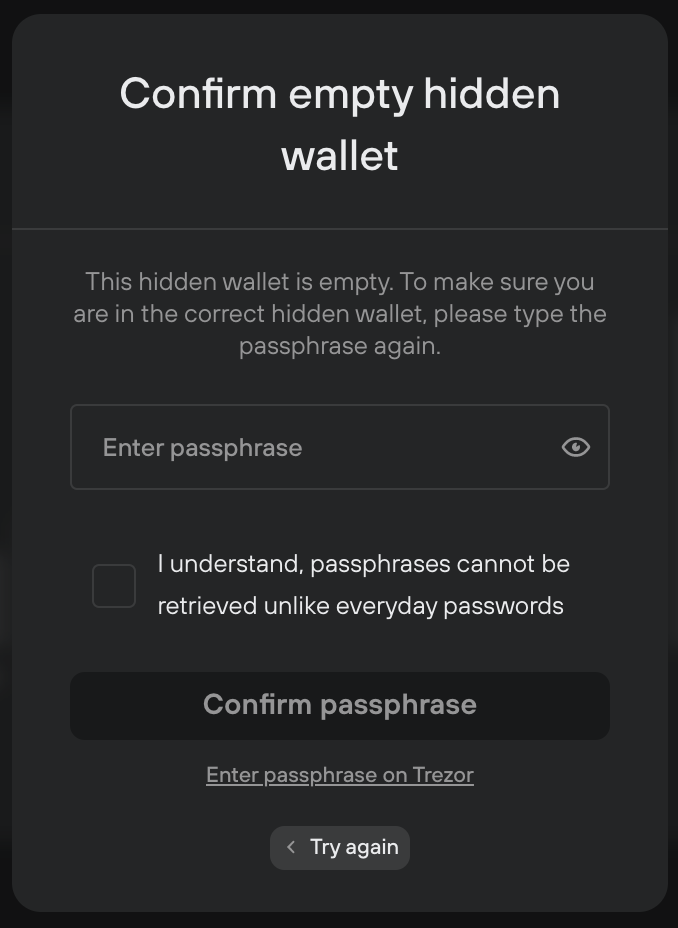 Confirm empty hidden
wallet
This hidden wallet is empty. To make sure you
are in the correct hidden wallet, please type the
passphrase again.
Enter passphrase
I understand, passphrases cannot be
retrieved unlike everyday passwords
Confirm passphrase
Enter passphrase on Trezor
Try again